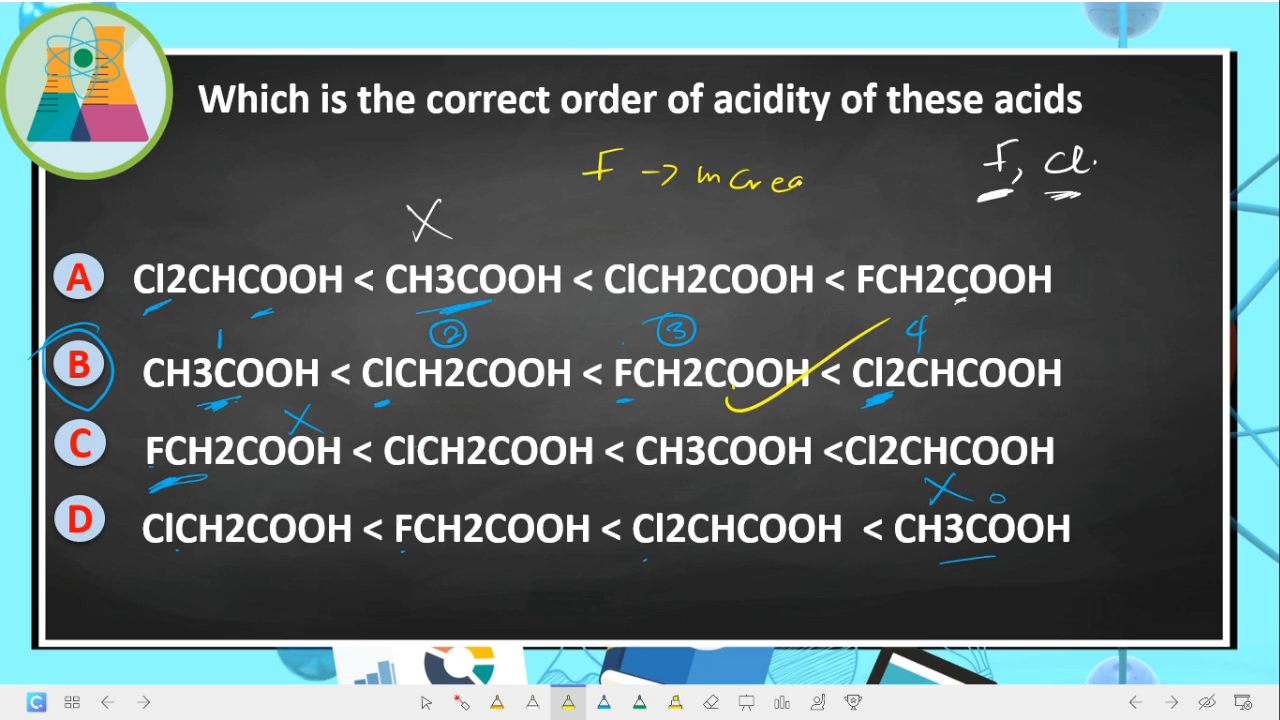 Which is the correct order of acidity of these acids
F → increa
F, Cl.
X
A Cl2CHCOOH < CH3COOH < ClCH2COOH < FCH2COOH
1 2 3 4
B CH3COOH < ClCH2COOH < FCH2COOH < Cl2CHCOOH
X
C FCH2COOH < ClCH2COOH < CH3COOH <Cl2CHCOOH
X
D ClCH2COOH < FCH2COOH < Cl2CHCOOH < CH3COOH